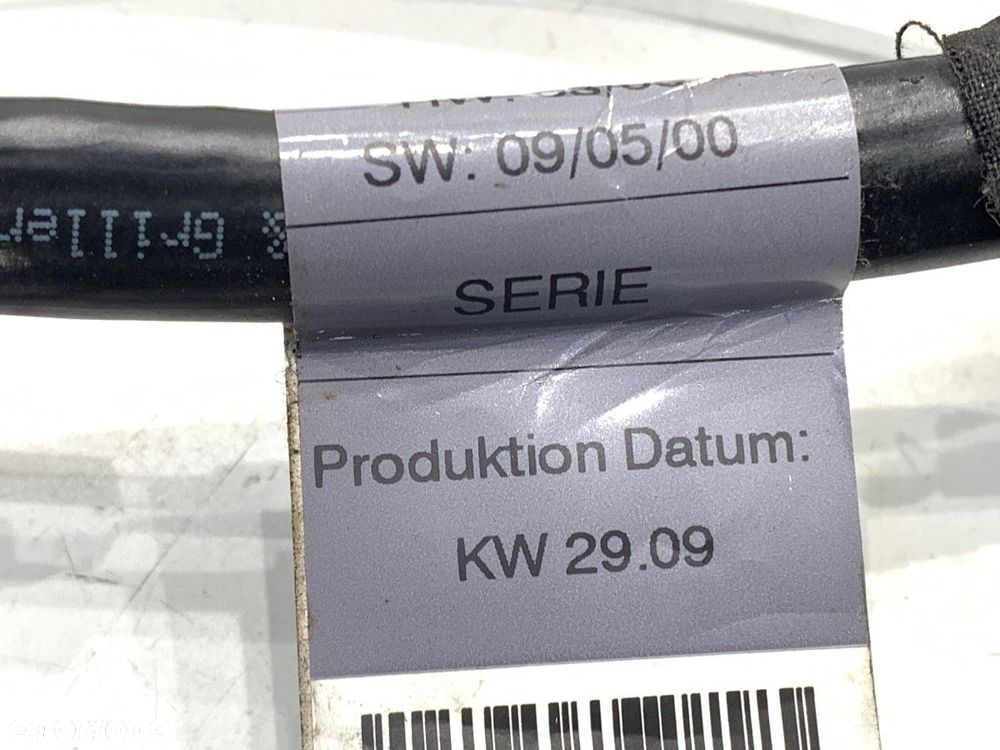 SW: 09/05/00
SERIE
Produktion Datum:
KW 29.09